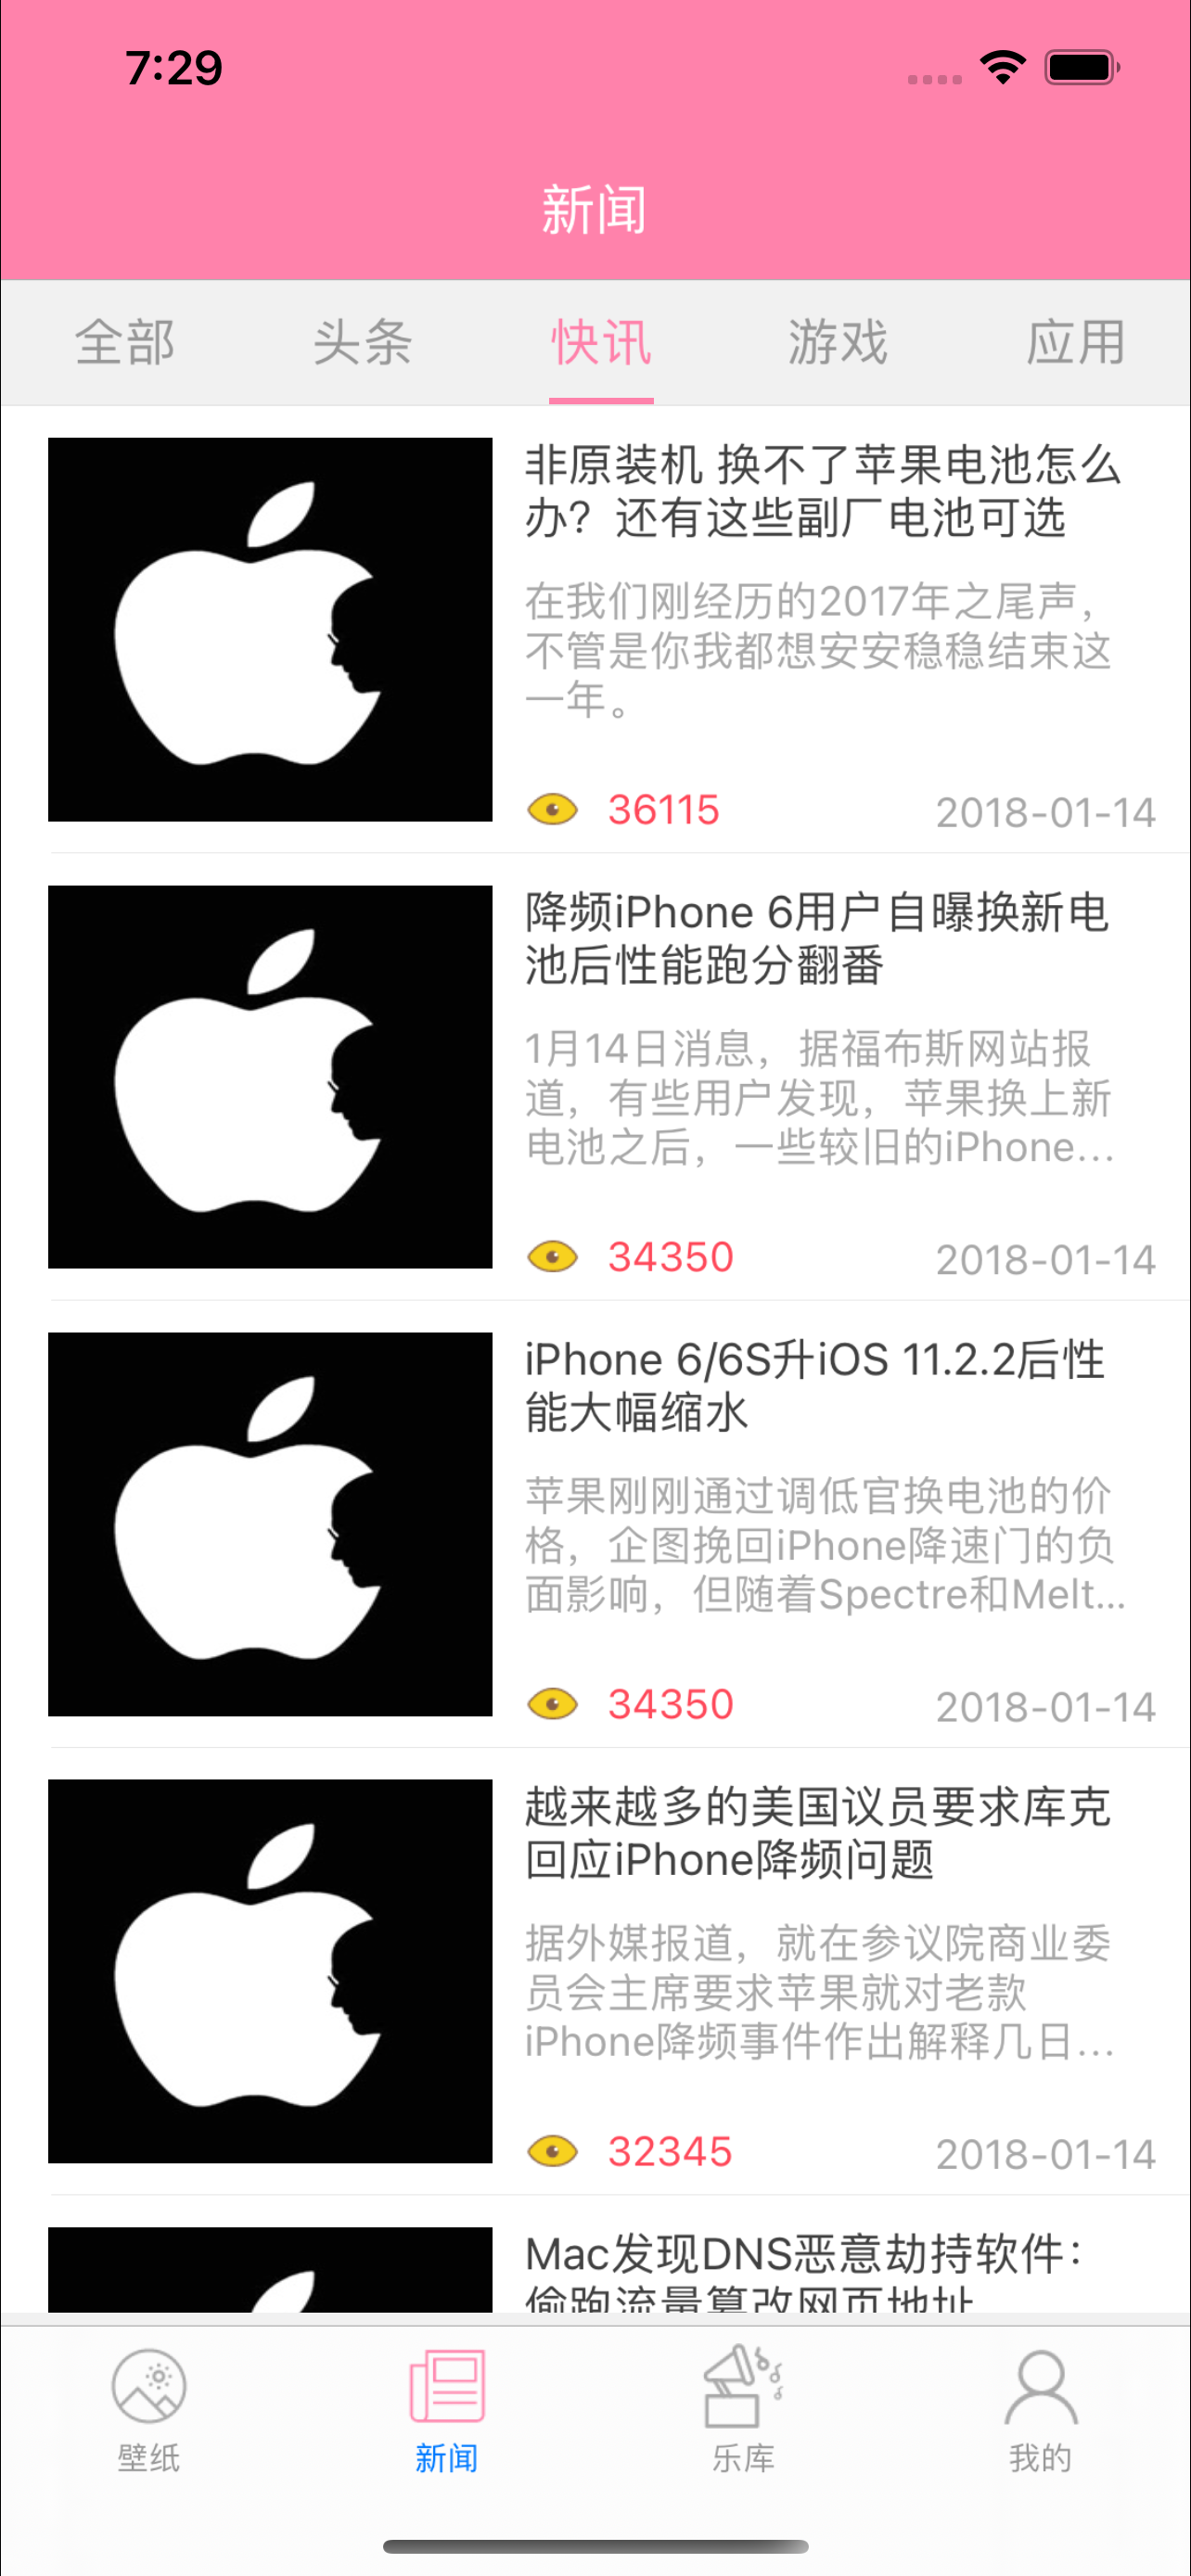 7:29
新闻
全部 头条 快讯 游戏 应用
非原装机 换不了苹果电池怎么
办？还有这些副厂电池可选
在我们刚经历的2017年之尾声，
不管是你我都想安安稳稳结束这
一年。
36115 2018-01-14
降频iPhone 6用户自曝换新电
池后性能跑分翻番
1月14日消息，据福布斯网站报
道，有些用户发现，苹果换上新
电池之后，一些较旧的iPhone...
34350 2018-01-14
iPhone 6/6S升iOS 11.2.2后性
能大幅缩水
苹果刚刚通过调低官换电池的价
格，企图挽回iPhone降速门的负
面影响，但随着Spectre和Melt...
34350 2018-01-14
越来越多的美国议员要求库克
回应iPhone降频问题
据外媒报道，就在参议院商业委
员会主席要求苹果就对老款
iPhone降频事件作出解释几日...
32345 2018-01-14
Mac发现DNS恶意劫持软件：
偷跑流量篡改网页地址
壁纸 新闻 乐库 我的